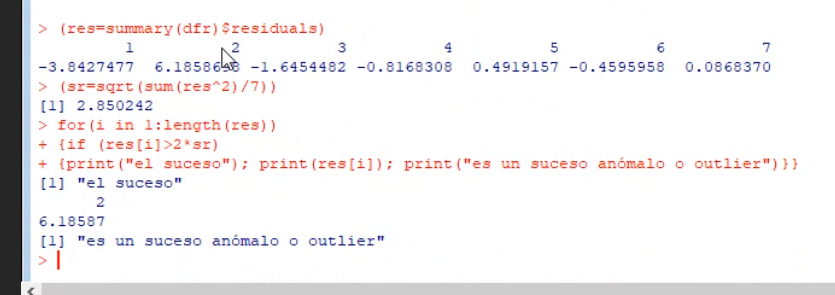 > (res=summary(dfr)$residuals)
1 2 3 4 5 6 7
-3.8427477 6.1858698 -1.6454482 -0.8168308 0.4919157 -0.4595958 0.0868370
> (sr=sqrt(sum(res^2)/7))
[1] 2.850242
> for(i in 1:length(res))
+ {if (res[i]>2*sr)
+ {print("el suceso"); print(res[i]); print("es un suceso anómalo o outlier")}}
[1] "el suceso"
2
6.18587
[1] "es un suceso anómalo o outlier"
>